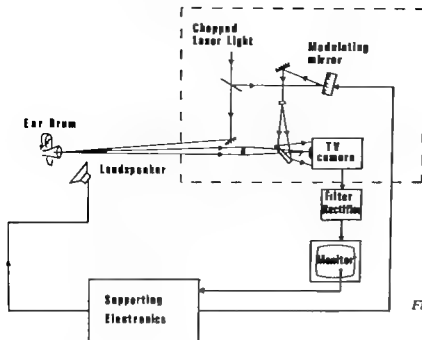 Chopped
Laser Light
Modulating
mirror
Ear Drum
Loudspeaker
TV
camera
Filter
Rectifier
Monitor
Supporting
Electronics